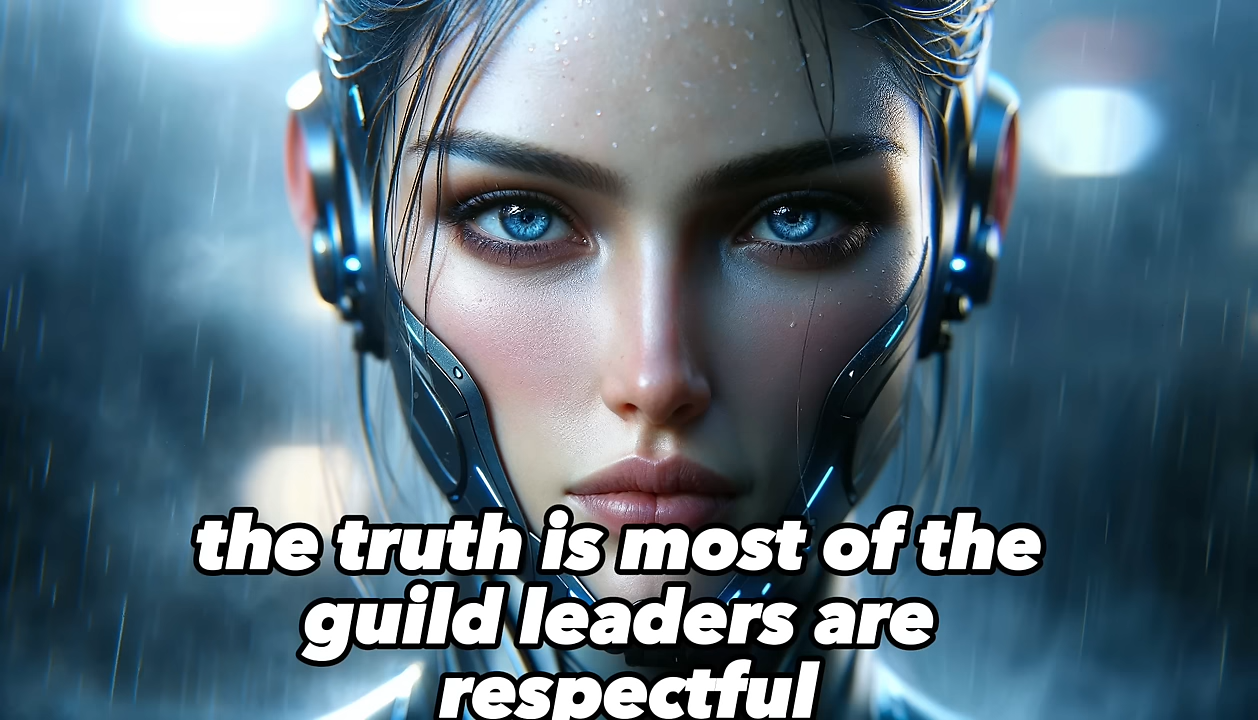 the truth is most of the
guild leaders are
respectful